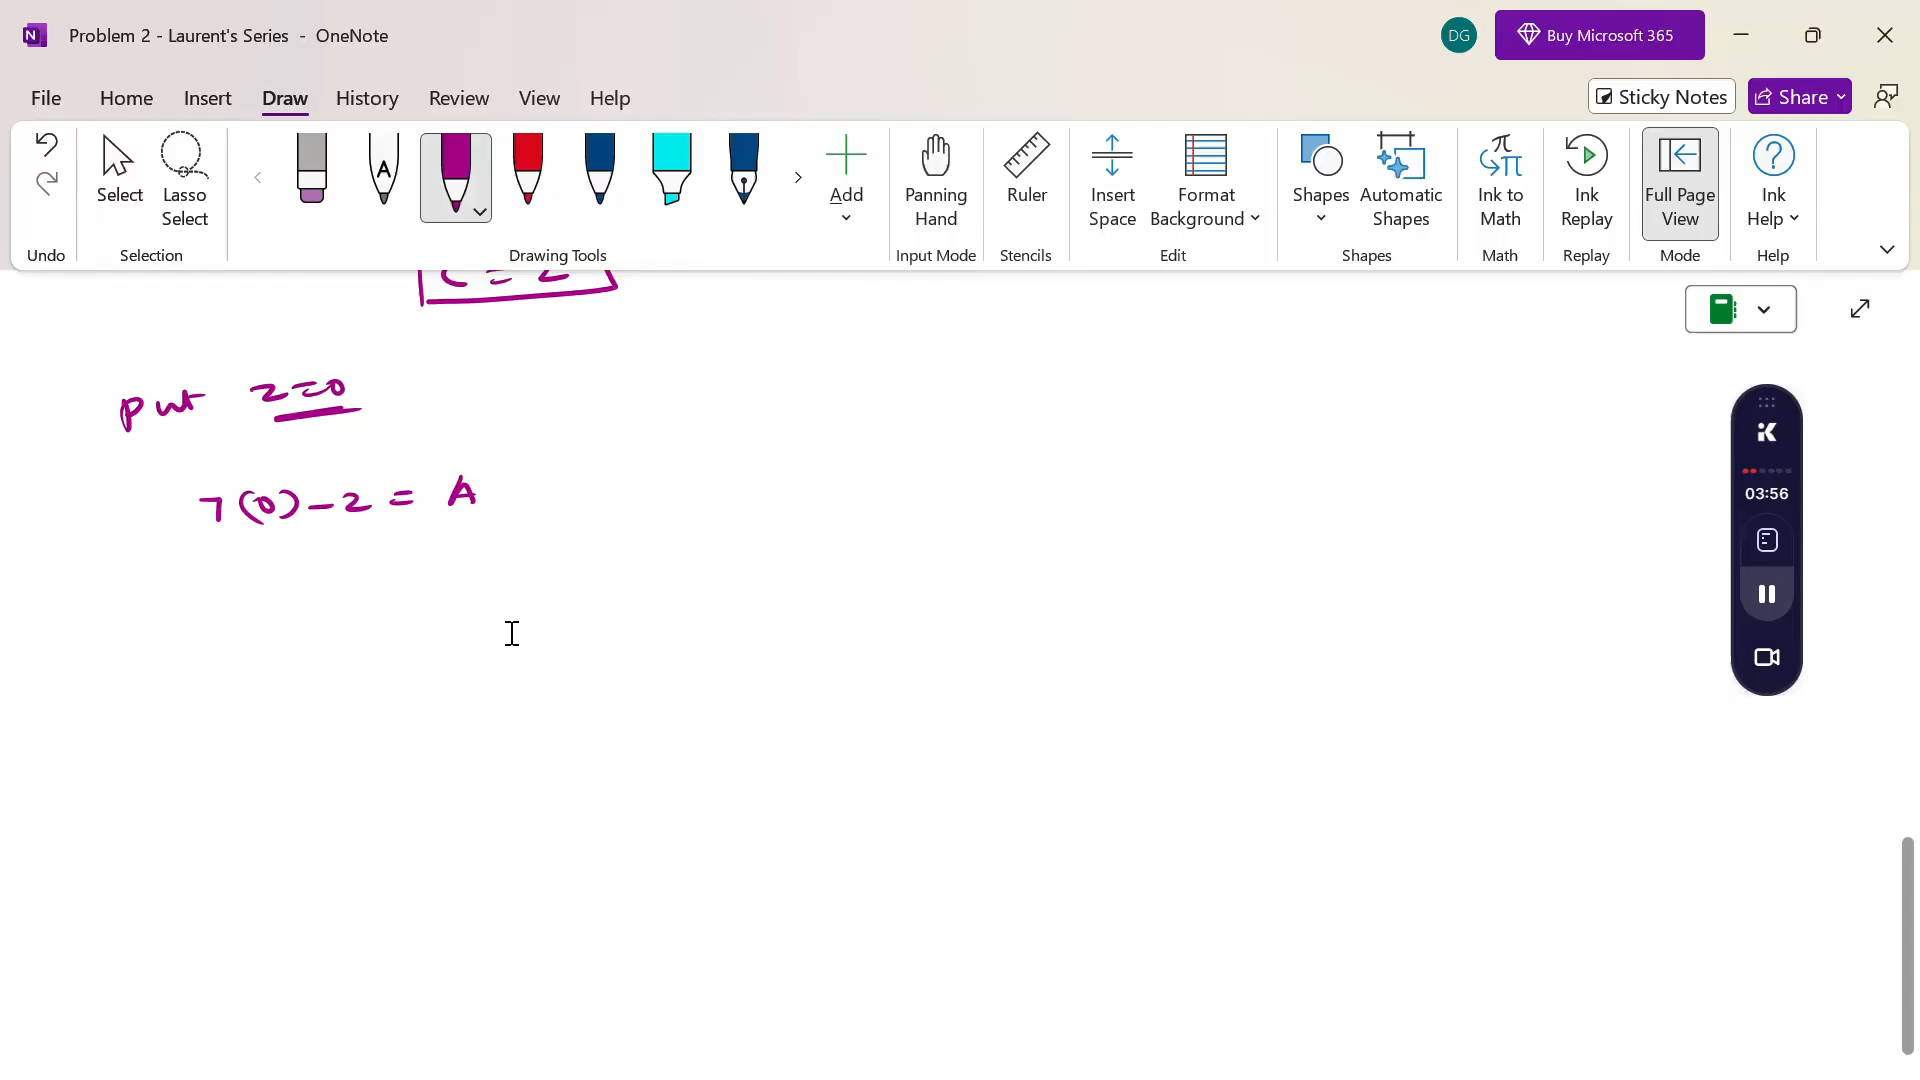 Problem 2 - Laurent's Series - OneNote
DG
Buy Microsoft 365
File Home Insert Draw History Review View Help
Sticky Notes
Share
Select
Lasso Select
A
Add
Panning Hand
Ruler
Insert Space
Format Background
Shapes
Automatic Shapes
Ink to Math
Ink Replay
Full Page View
Ink Help
Undo
Selection
Drawing Tools
Input Mode
Stencils
Edit
Shapes
Math
Replay
Mode
Help
C = 2
put z=0
7(0)-2 = A
03:56